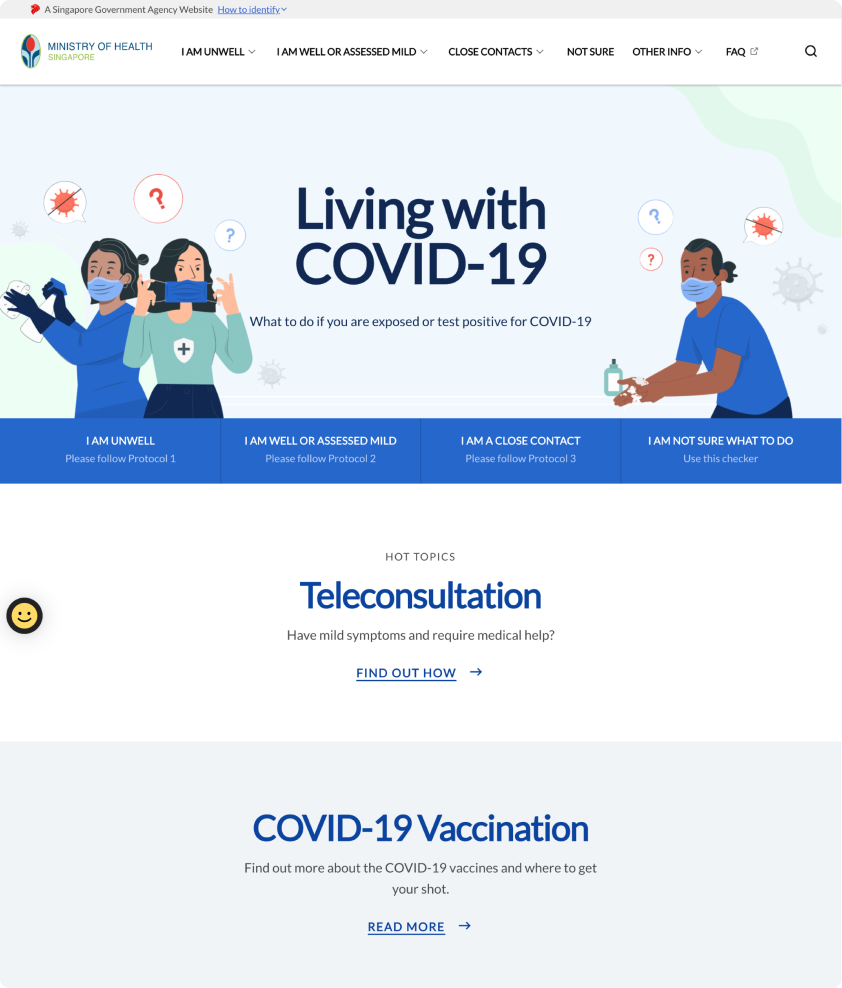 A Singapore Government Agency Website How to identify
MINISTRY OF HEALTH
SINGAPORE
I AM UNWELL
I AM WELL OR ASSESSED MILD
CLOSE CONTACTS
NOT SURE
OTHER INFO
FAQ
?
?
?
?
Living with
COVID-19
What to do if you are exposed or test positive for COVID-19
I AM UNWELL
Please follow Protocol 1
I AM WELL OR ASSESSED MILD
Please follow Protocol 2
I AM A CLOSE CONTACT
Please follow Protocol 3
I AM NOT SURE WHAT TO DO
Use this checker
HOT TOPICS
Teleconsultation
Have mild symptoms and require medical help?
FIND OUT HOW
COVID-19 Vaccination
Find out more about the COVID-19 vaccines and where to get
your shot.
READ MORE